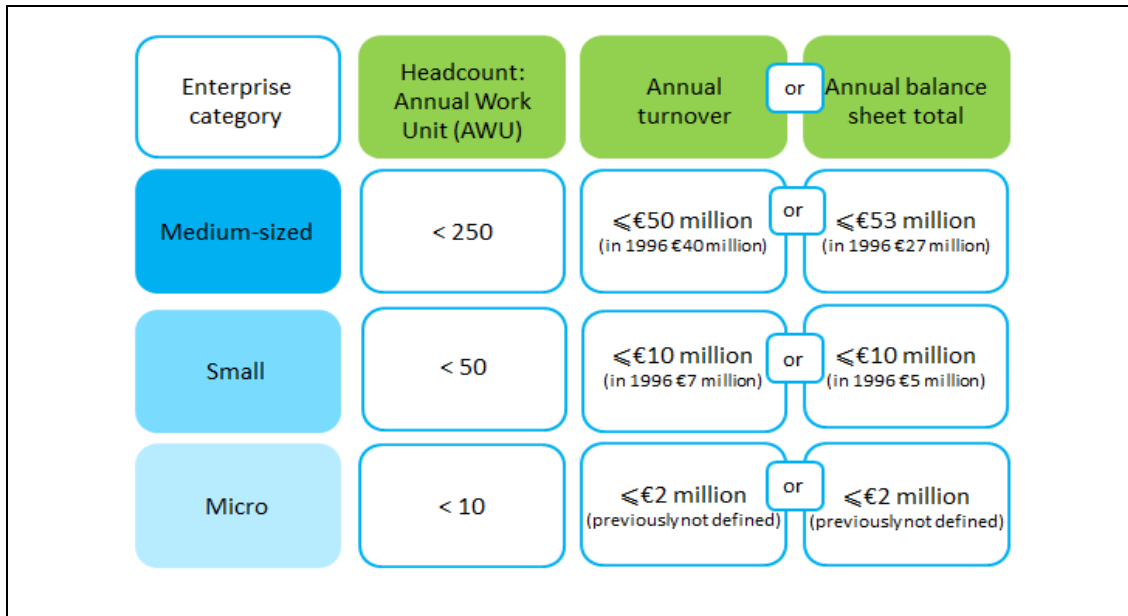 Enterprise
category
Headcount:
Annual Work
Unit (AWU)
Annual
turnover
or
Annual balance
sheet total
Medium-sized
< 250
⩽€50 million
(in 1996 €40 million)
or
⩽€53 million
(in 1996 €27 million)
Small
< 50
⩽€10 million
(in 1996 €7 million)
or
⩽€10 million
(in 1996 €5 million)
Micro
< 10
⩽€2 million
(previously not defined)
or
⩽€2 million
(previously not defined)